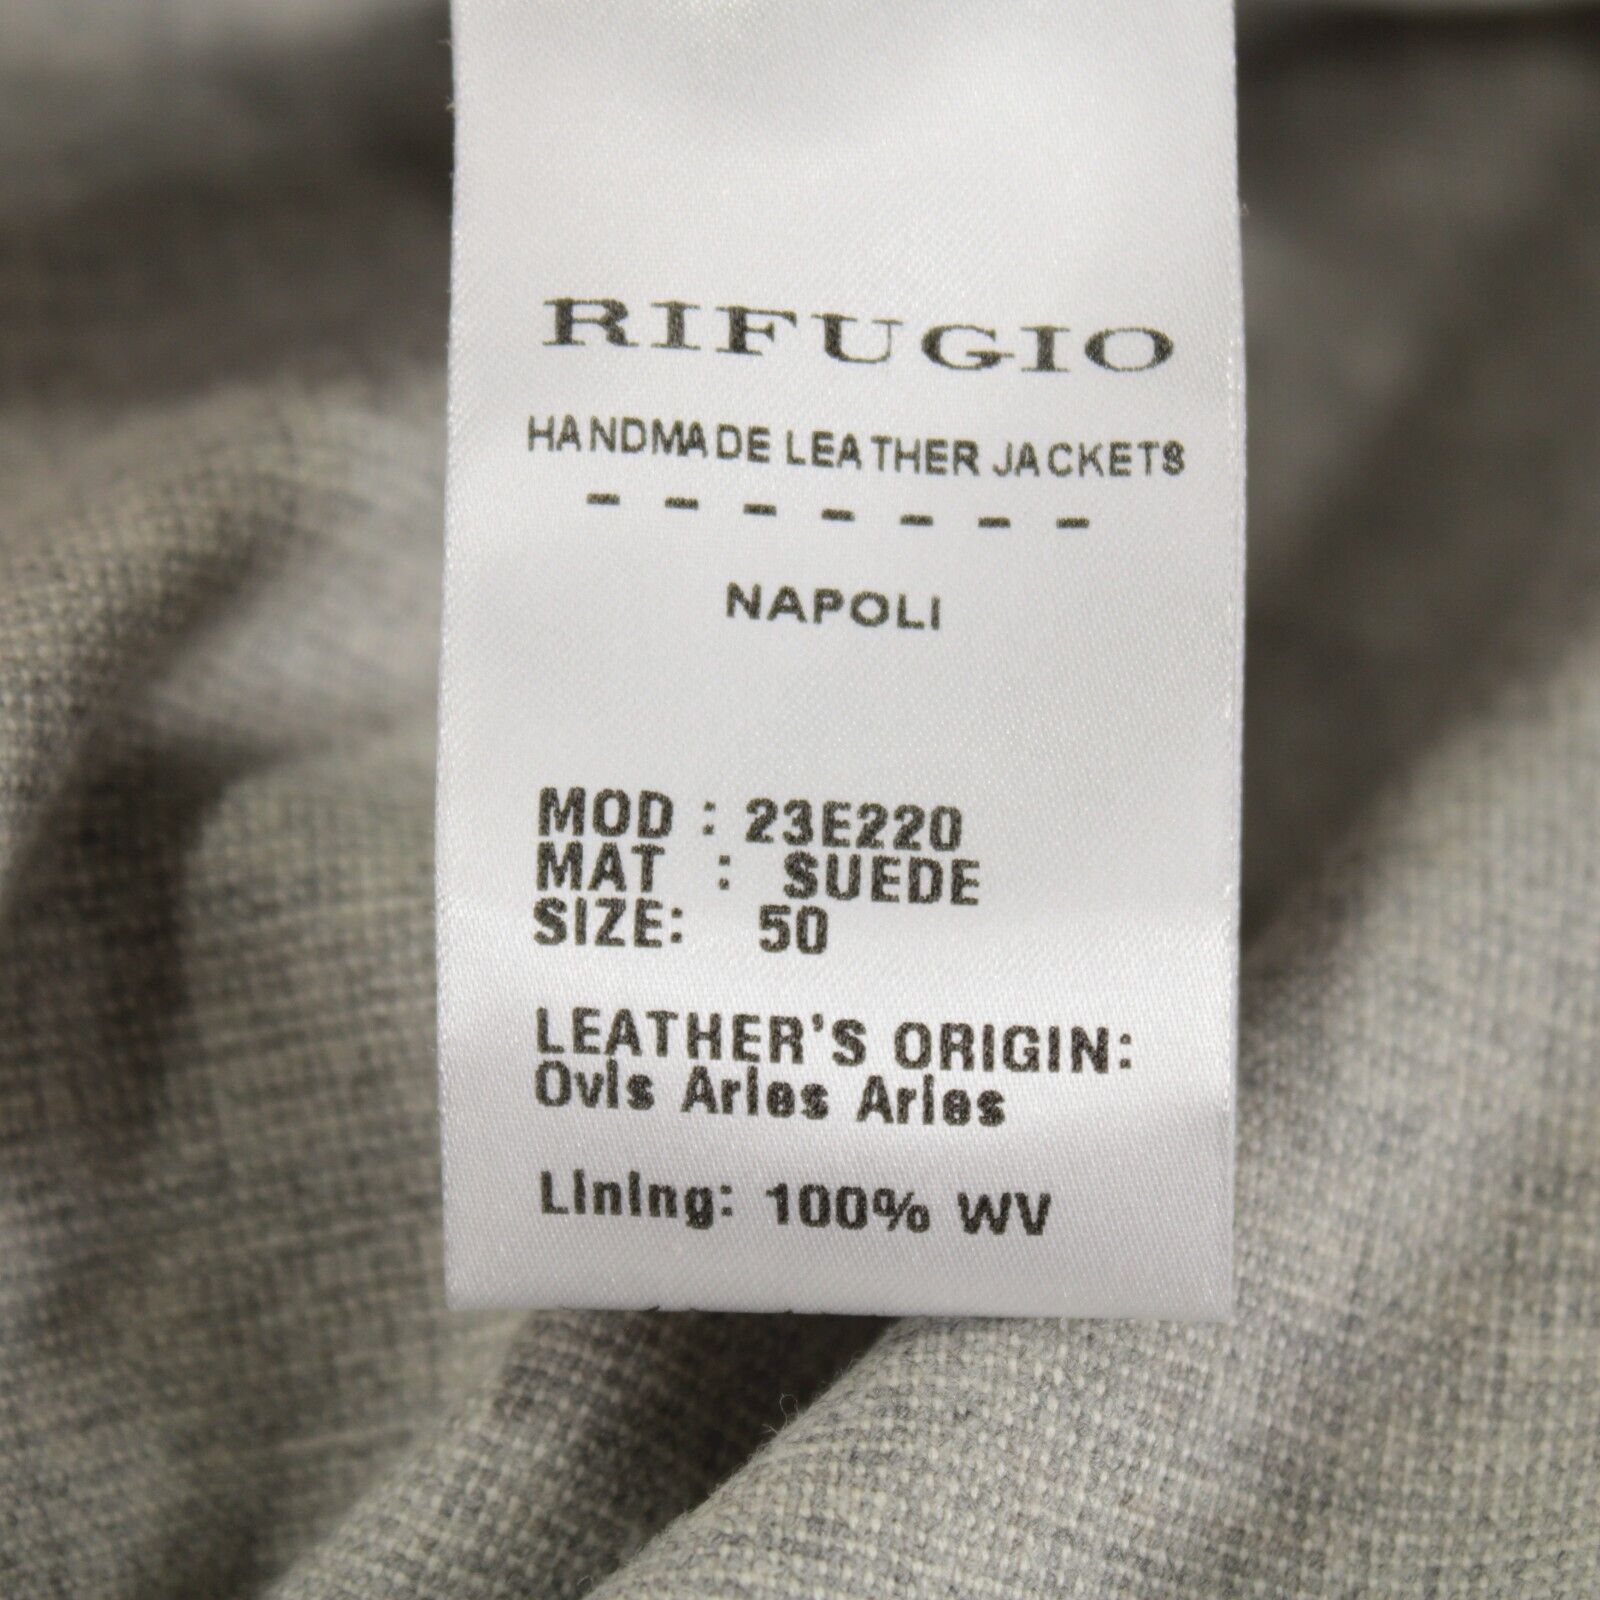 RIFUGIO
HANDMADE LEATHER JACKETS
- - - - - - -
NAPOLI
MOD : 23E220
MAT : SUEDE
SIZE: 50
LEATHER'S ORIGIN:
Ovis Aries Aries
Lining: 100% WV